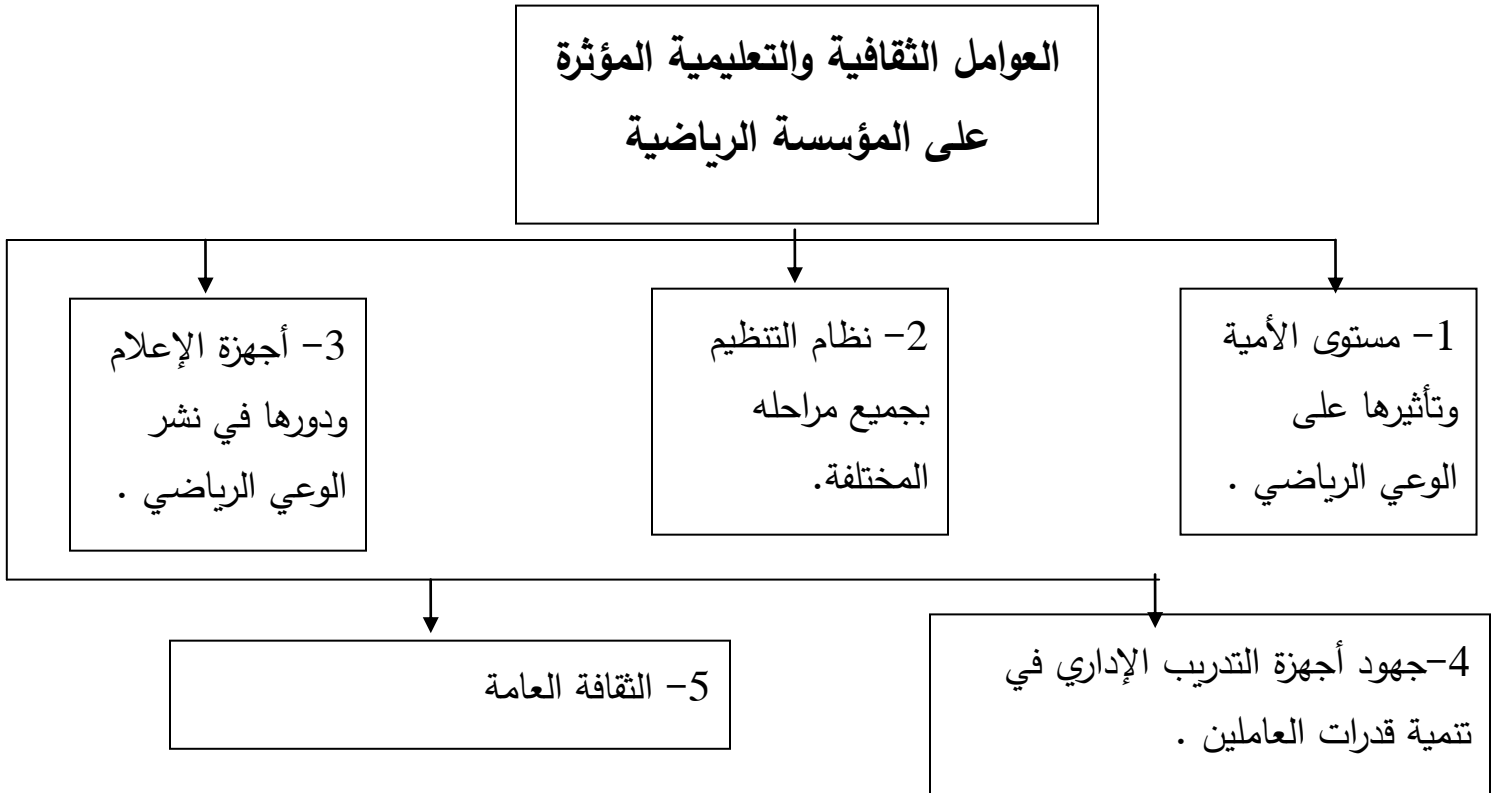 العوامل الثقافية والتعليمية المؤثرة
على المؤسسة الرياضية
1- مستوى الأمية
وتأثيرها على
الوعي الرياضي .
2- نظام التنظيم
بجميع مراحله
المختلفة.
3- أجهزة الإعلام
ودورها في نشر
الوعي الرياضي .
4-جهود أجهزة التدريب الإداري في
تنمية قدرات العاملين .
5- الثقافة العامة